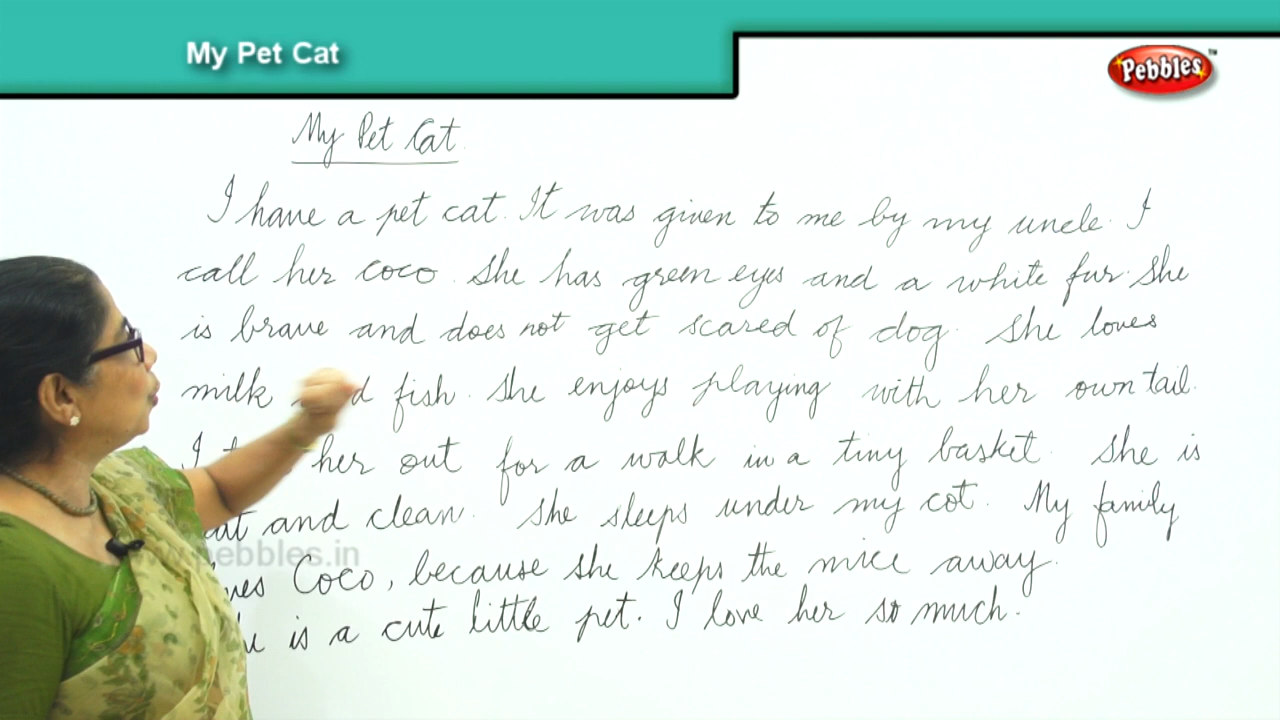 My Pet Cat
Pebbles™
My Pet Cat
I have a pet cat. It was given to me by my uncle. I
call her coco. She has green eyes and a white fur. She
is brave and does not get scared of dog. She loves
milk fish. She enjoys playing with her own tail.
I her out for a walk in a tiny basket. She is
and clean. She sleeps under my cot. My family
Coco, because she keeps the mice away.
is a cute little pet. I love her so much.
www.pebbles.in